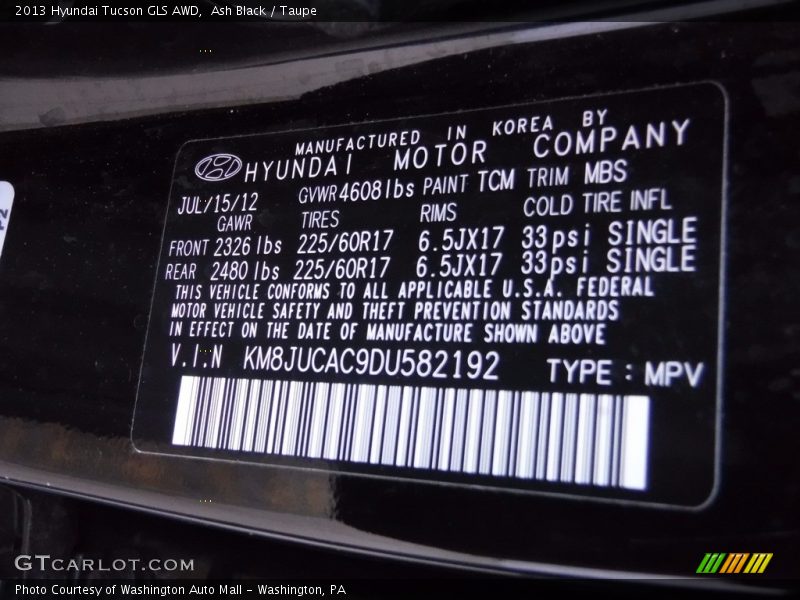 2013 Hyundai Tucson GLS AWD,  Ash Black / Taupe
MANUFACTURED IN KOREA BY
HYUNDAI MOTOR COMPANY
JUL/15/12 GVWR 4608 lbs PAINT TCM TRIM MBS
GAWR TIRES RIMS COLD TIRE INFL
FRONT 2326 lbs 225/60R17 6.5JX17 33psi SINGLE
REAR 2480 lbs 225/60R17 6.5JX17 33psi SINGLE
THIS VEHICLE CONFORMS TO ALL APPLICABLE U.S.A. FEDERAL
MOTOR VEHICLE SAFETY AND THEFT PREVENTION STANDARDS
IN EFFECT ON THE DATE OF MANUFACTURE SHOWN ABOVE
V.I.N KM8JUCAC9DU582192 TYPE : MPV
GTCARLOT.COM
Photo Courtesy of Washington Auto Mall - Washington, PA